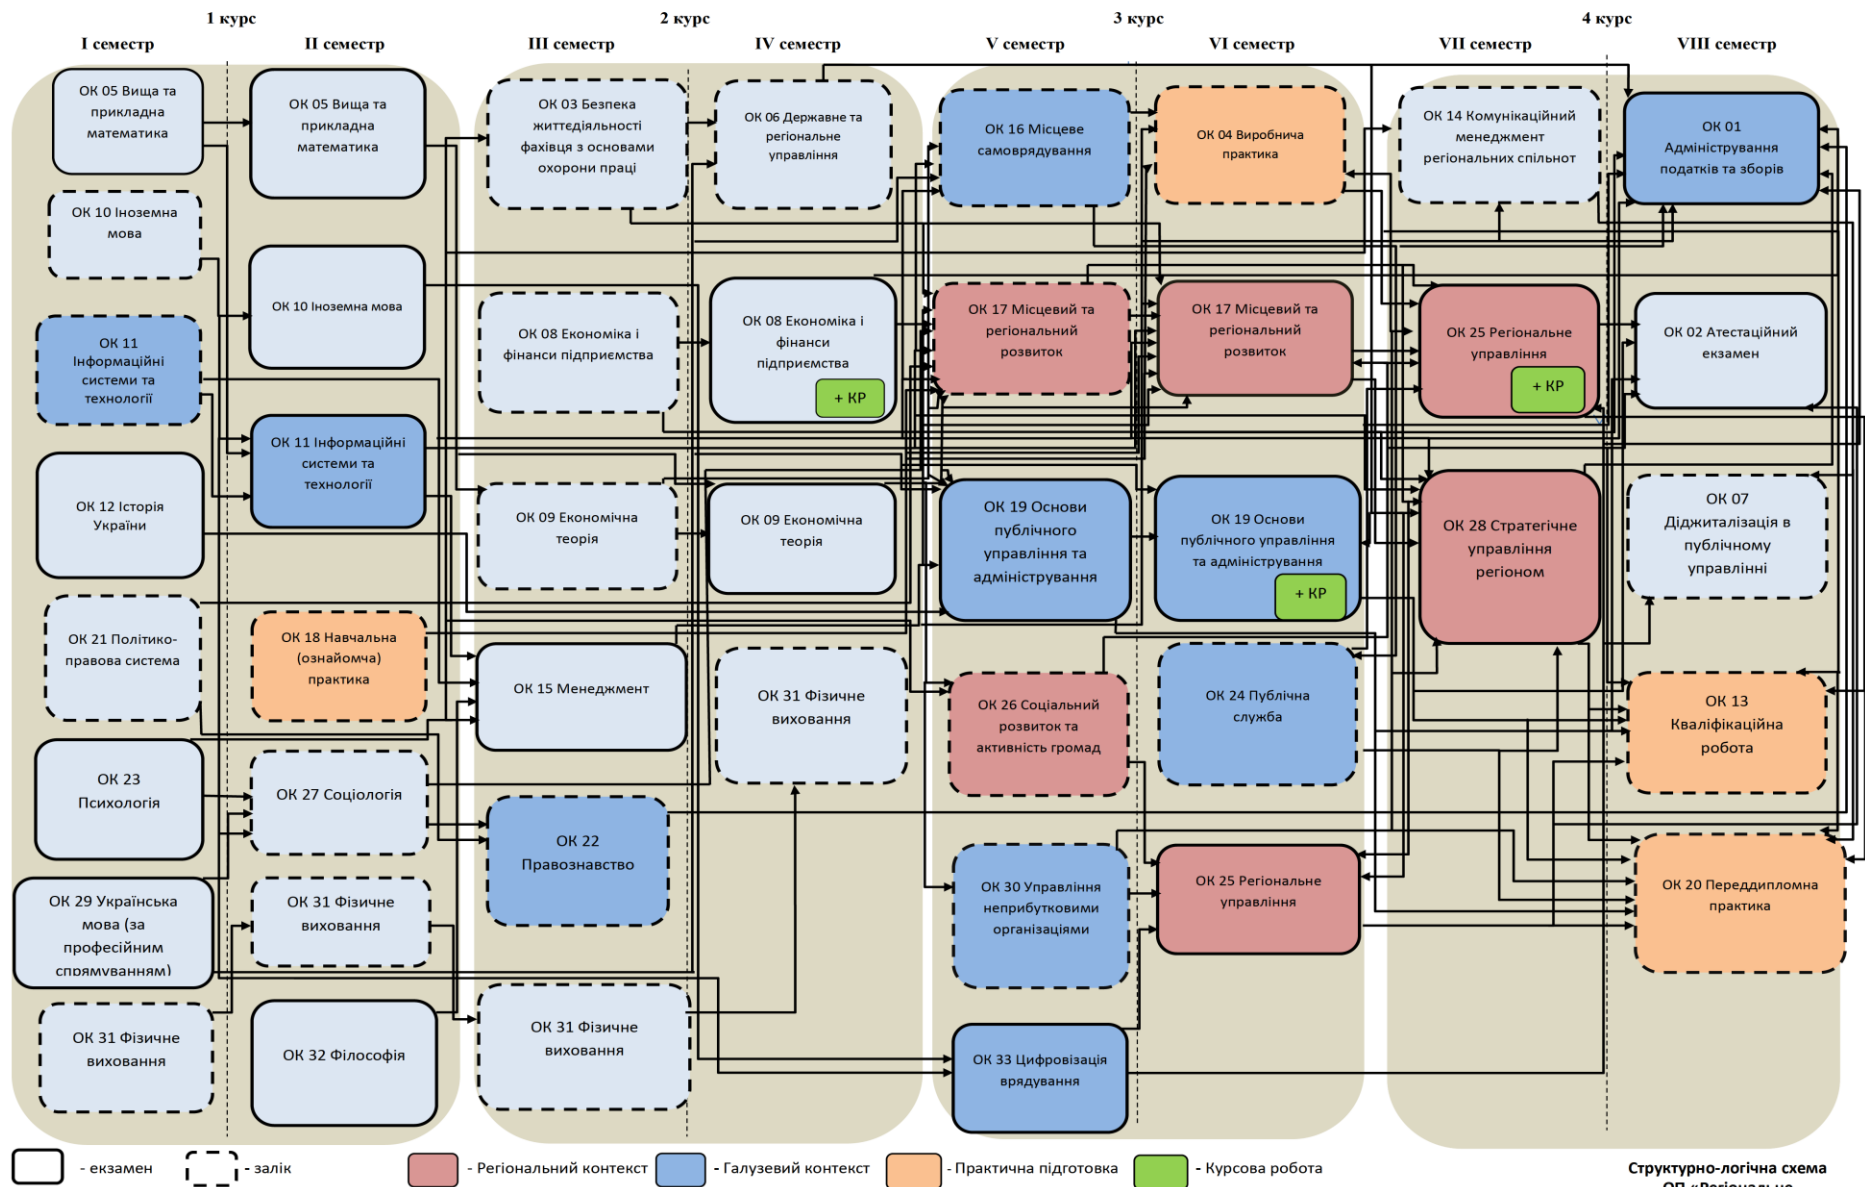 1 курс
2 курс
3 курс
4 курс
I семестр
II семестр
III семестр
IV семестр
V семестр
VI семестр
VII семестр
VIII семестр
ОК 05 Вища та
прикладна
математика
ОК 10 Іноземна
мова
ОК 11
Інформаційні
системи та
технології
ОК 12 Історія
України
ОК 21 Політико-
правова система
ОК 23
Психологія
ОК 29 Українська
мова (за
професійним
спрямуванням)
ОК 31 Фізичне
виховання
ОК 05 Вища та
прикладна
математика
ОК 10 Іноземна мова
ОК 11 Інформаційні
системи та
технології
ОК 18 Навчальна
(ознайомча)
практика
ОК 27 Соціологія
ОК 31 Фізичне
виховання
ОК 32 Філософія
ОК 03 Безпека
життєдіяльності
фахівця з основами
охорони праці
ОК 08 Економіка і
фінанси підприємства
ОК 09 Економічна
теорія
ОК 15 Менеджмент
ОК 22
Правознавство
ОК 31 Фізичне
виховання
ОК 06 Державне та
регіональне
управління
ОК 08 Економіка і
фінанси
підприємства
+ КР
ОК 09 Економічна
теорія
ОК 31 Фізичне
виховання
ОК 16 Місцеве
самоврядування
ОК 17 Місцевий та
регіональний
розвиток
ОК 19 Основи
публічного
управління та
адміністрування
ОК 26 Соціальний
розвиток та
активність громад
ОК 30 Управління
неприбутковими
організаціями
ОК 33 Цифровізація
врядування
ОК 04 Виробнича
практика
ОК 17 Місцевий та
регіональний
розвиток
ОК 19 Основи
публічного управління
та адміністрування
+ КР
ОК 24 Публічна
служба
ОК 25 Регіональне
управління
ОК 14 Комунікаційний
менеджмент
регіональних спільнот
ОК 25 Регіональне
управління
+ КР
ОК 28 Стратегічне
управління
регіоном
ОК 01
Адміністрування
податків та зборів
ОК 02 Атестаційний
екзамен
ОК 07
Діджиталізація в
публічному
управлінні
ОК 13
Кваліфікаційна
робота
ОК 20 Переддипломна
практика
- екзамен
- залік
- Регіональний контекст
- Галузевий контекст
- Практична підготовка
- Курсова робота
Структурно-логічна схема
ОП «Регіональне